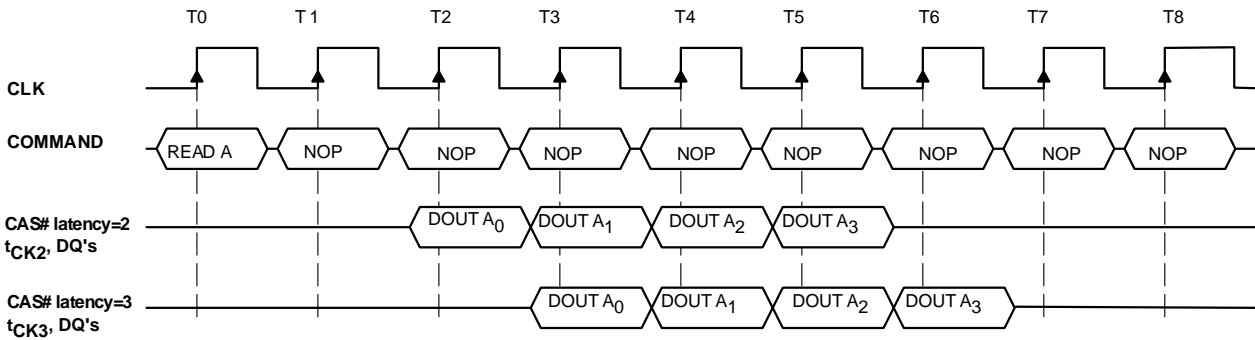 T0 T1 T2 T3 T4 T5 T6 T7 T8
CLK
COMMAND READ A NOP NOP NOP NOP NOP NOP NOP NOP
CAS# latency=2 DOUT A0 DOUT A1 DOUT A2 DOUT A3
tCK2, DQ's
CAS# latency=3 DOUT A0 DOUT A1 DOUT A2 DOUT A3
tCK3, DQ's